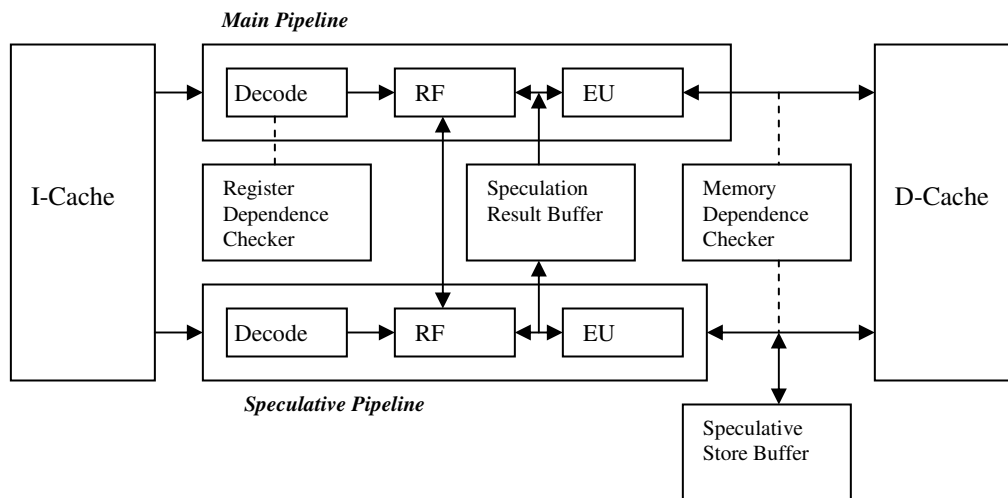 Main Pipeline
Decode
RF
EU
I-Cache
Register
Dependence
Checker
Speculation
Result Buffer
Memory
Dependence
Checker
D-Cache
Decode
RF
EU
Speculative Pipeline
Speculative
Store Buffer